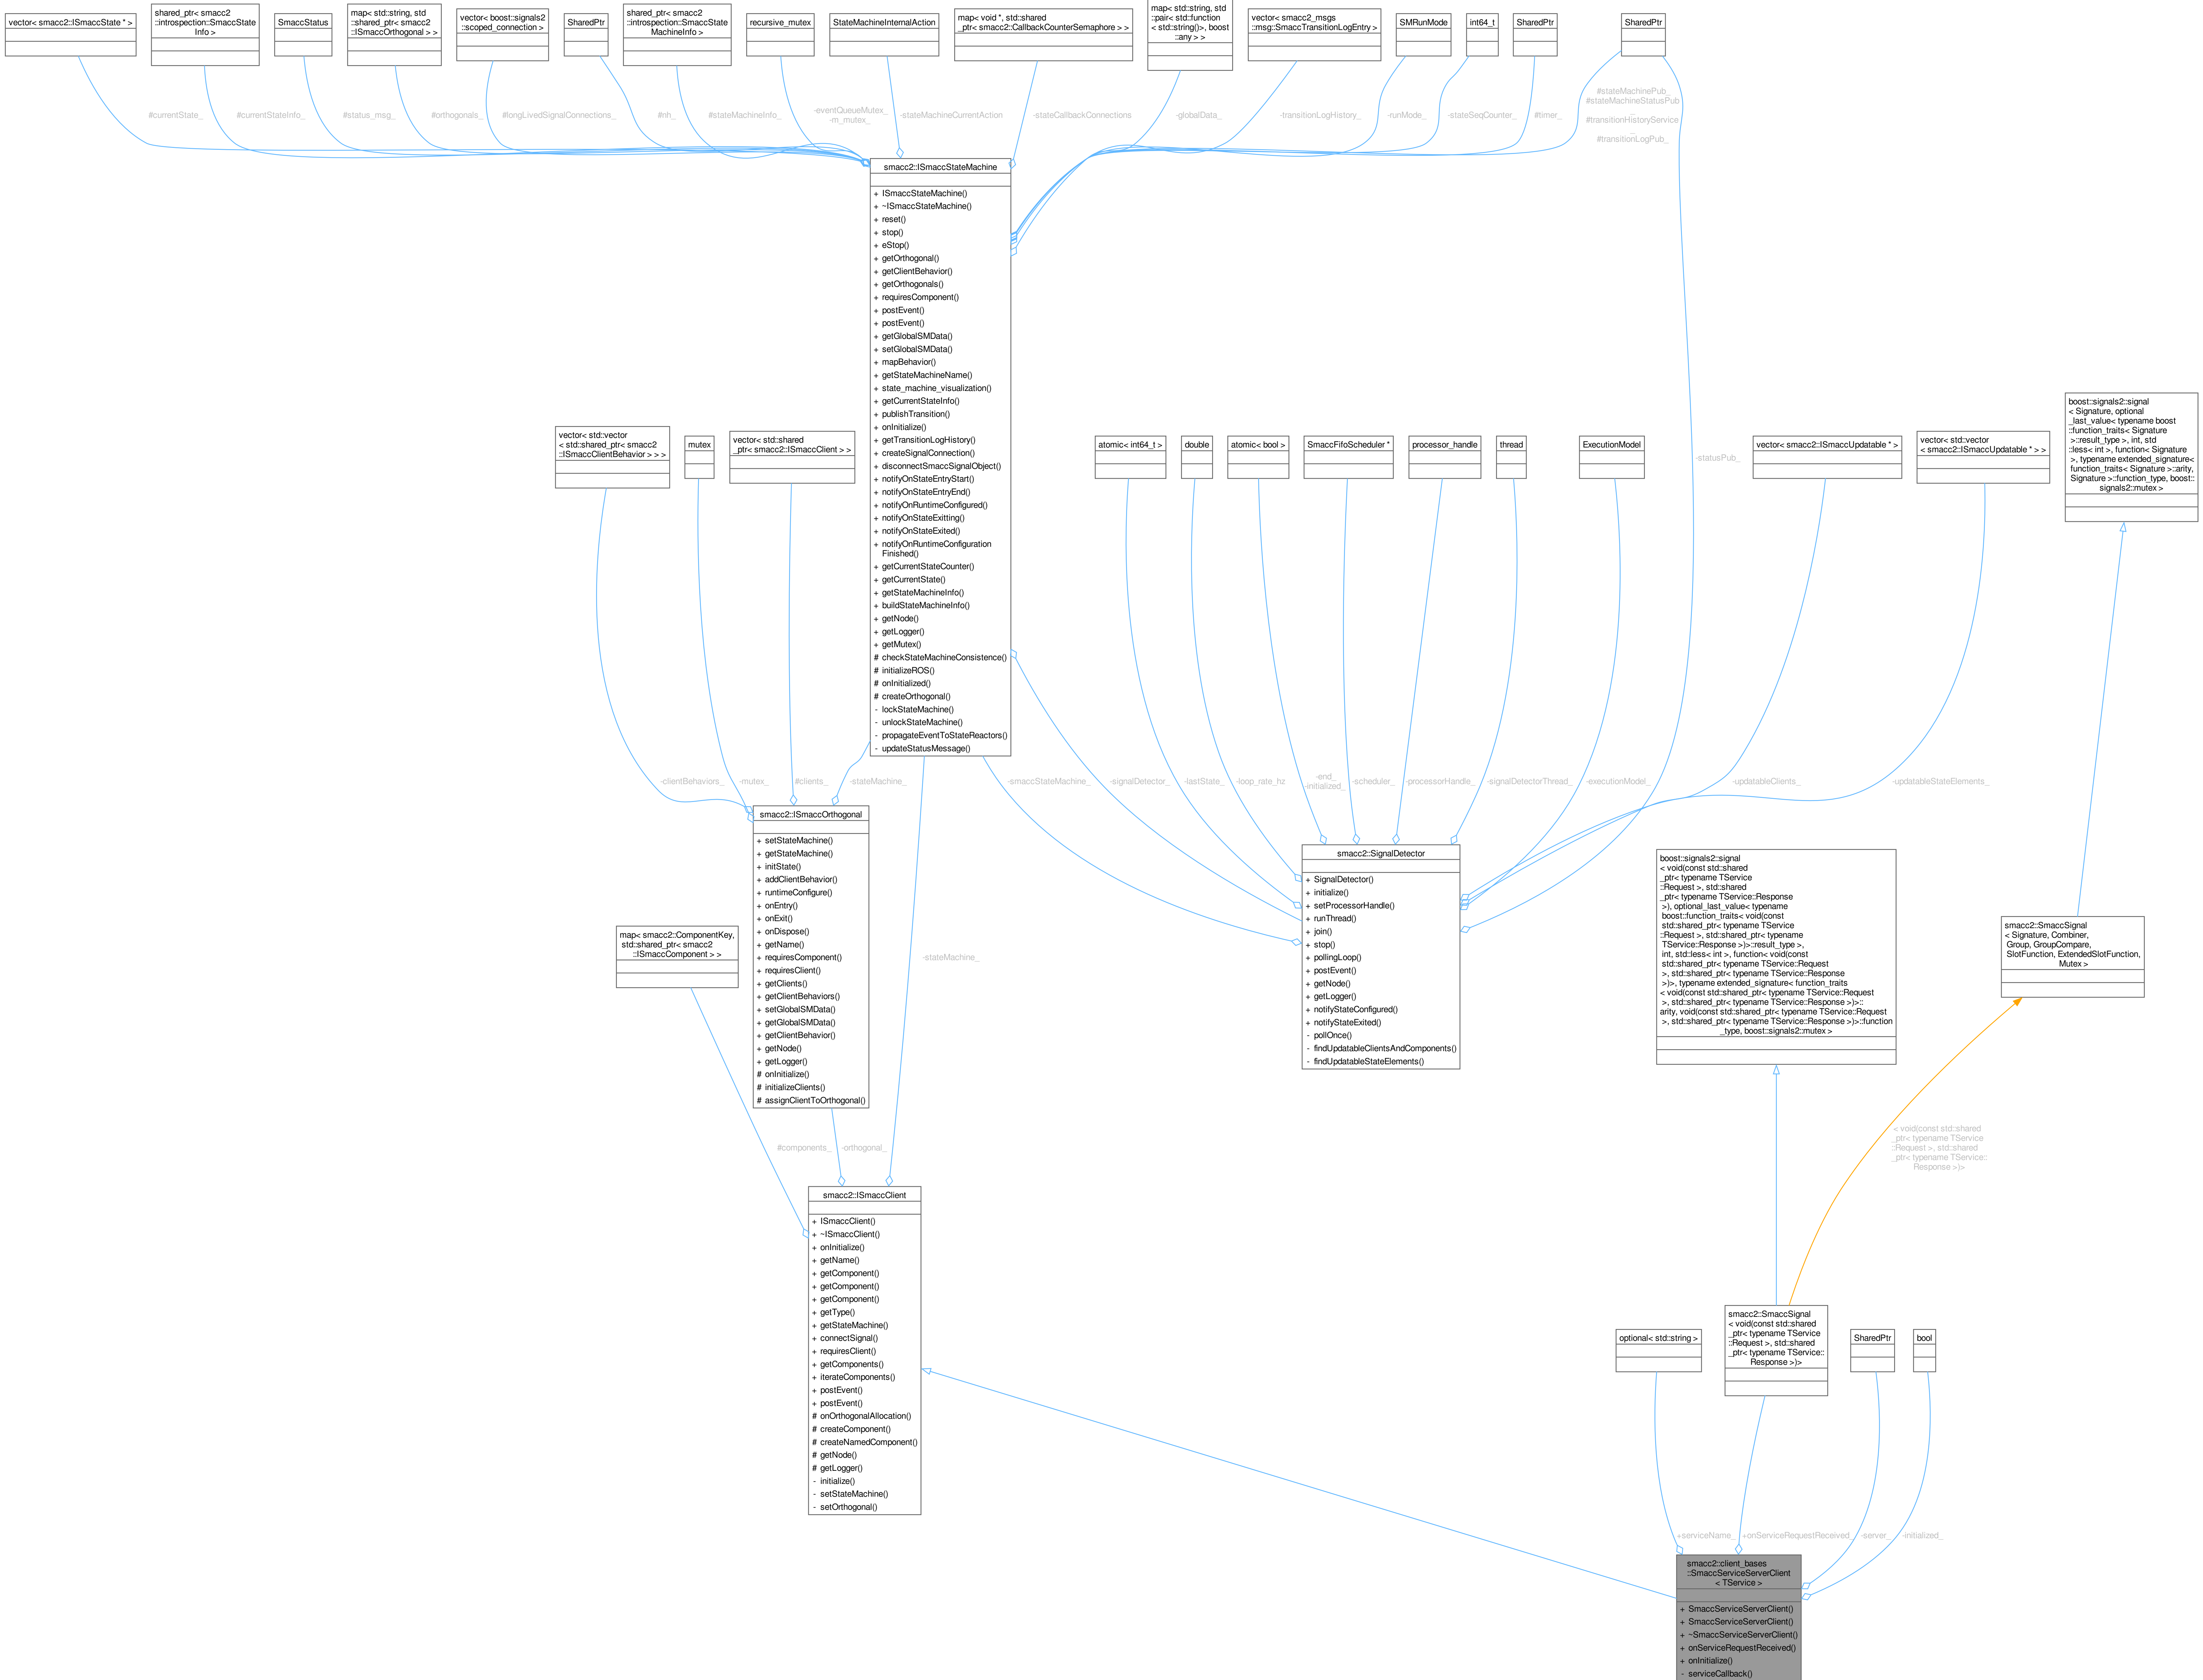 vector< smacc2::ISmaccState * >
shared_ptr< smacc2
::introspection::SmaccState
Info >
SmaccStatus
map< std::string, std
::shared_ptr< smacc2
::ISmaccOrthogonal > >
vector< boost::signals2
::scoped_connection >
SharedPtr
shared_ptr< smacc2
::introspection::SmaccState
MachineInfo >
recursive_mutex
StateMachineInternalAction
map< void *, std::shared
_ptr< smacc2::CallbackCounterSemaphore > >
map< std::string, std
::pair< std::function
< std::string()>, boost
::any > >
vector< smacc2_msgs
::msg::SmaccTransitionLogEntry >
SMRunMode
int64_t
SharedPtr
SharedPtr
#currentState_
#currentStateInfo_
#status_msg_
#orthogonals_
#longLivedSignalConnections_
#nh_
#stateMachineInfo_
-eventQueueMutex_
-m_mutex_
-stateMachineCurrentAction
-stateCallbackConnections
-globalData_
-transitionLogHistory_
-runMode_
-stateSeqCounter_
#timer_
#stateMachinePub_
#stateMachineStatusPub
_
#transitionHistoryService
_
#transitionLogPub_
smacc2::ISmaccStateMachine
+ ISmaccStateMachine()
+ ~ISmaccStateMachine()
+ reset()
+ stop()
+ eStop()
+ getOrthogonal()
+ getClientBehavior()
+ getOrthogonals()
+ requiresComponent()
+ postEvent()
+ postEvent()
+ getGlobalSMData()
+ setGlobalSMData()
+ mapBehavior()
+ getStateMachineName()
+ state_machine_visualization()
+ getCurrentStateInfo()
+ publishTransition()
+ onInitialize()
+ getTransitionLogHistory()
+ createSignalConnection()
+ disconnectSmaccSignalObject()
+ notifyOnStateEntryStart()
+ notifyOnStateEntryEnd()
+ notifyOnRuntimeConfigured()
+ notifyOnStateExitting()
+ notifyOnStateExited()
+ notifyOnRuntimeConfiguration
Finished()
+ getCurrentStateCounter()
+ getCurrentState()
+ getStateMachineInfo()
+ buildStateMachineInfo()
+ getNode()
+ getLogger()
+ getMutex()
# checkStateMachineConsistence()
# initializeROS()
# onInitialized()
# createOrthogonal()
- lockStateMachine()
- unlockStateMachine()
- propagateEventToStateReactors()
- updateStatusMessage()
vector< std::vector
< std::shared_ptr< smacc2
::ISmaccClientBehavior > > >
mutex
vector< std::shared
_ptr< smacc2::ISmaccClient > >
atomic< int64_t >
double
atomic< bool >
SmaccFifoScheduler *
processor_handle
thread
ExecutionModel
-statusPub_
vector< smacc2::ISmaccUpdatable * >
vector< std::vector
< smacc2::ISmaccUpdatable * > >
boost::signals2::signal
< Signature, optional
_last_value< typename boost
::function_traits< Signature
>::result_type >, int, std
::less< int >, function< Signature
>, typename extended_signature<
function_traits< Signature >::arity,
Signature >::function_type, boost::
signals2::mutex >
-clientBehaviors_
-mutex_
#clients_
-stateMachine_
-smaccStateMachine_
-signalDetector_
-lastState_
-loop_rate_hz
-end_
-initialized_
-scheduler_
-processorHandle_
-signalDetectorThread_
-executionModel_
-updatableClients_
-updatableStateElements_
smacc2::ISmaccOrthogonal
+ setStateMachine()
+ getStateMachine()
+ initState()
+ addClientBehavior()
+ runtimeConfigure()
+ onEntry()
+ onExit()
+ onDispose()
+ getName()
+ requiresComponent()
+ requiresClient()
+ getClients()
+ getClientBehaviors()
+ setGlobalSMData()
+ getGlobalSMData()
+ getClientBehavior()
+ getNode()
+ getLogger()
# onInitialize()
# initializeClients()
# assignClientToOrthogonal()
smacc2::SignalDetector
+ SignalDetector()
+ initialize()
+ setProcessorHandle()
+ runThread()
+ join()
+ stop()
+ pollingLoop()
+ postEvent()
+ getNode()
+ getLogger()
+ notifyStateConfigured()
+ notifyStateExited()
- pollOnce()
- findUpdatableClientsAndComponents()
- findUpdatableStateElements()
boost::signals2::signal
< void(const std::shared
_ptr< typename TService
::Request >, std::shared
_ptr< typename TService::Response
>), optional_last_value< typename
boost::function_traits< void(const
std::shared_ptr< typename TService
::Request >, std::shared_ptr< typename
TService::Response >)>::result_type >,
int, std::less< int >, function< void(const
std::shared_ptr< typename TService::Request
>, std::shared_ptr< typename TService::Response
>)>, typename extended_signature< function_traits
< void(const std::shared_ptr< typename TService::Request
>, std::shared_ptr< typename TService::Response >)>::
arity, void(const std::shared_ptr< typename TService::Request
>, std::shared_ptr< typename TService::Response >)>::function
_type, boost::signals2::mutex >
smacc2::SmaccSignal
< Signature, Combiner,
Group, GroupCompare,
SlotFunction, ExtendedSlotFunction,
Mutex >
map< smacc2::ComponentKey,
std::shared_ptr< smacc2
::ISmaccComponent > >
-stateMachine_
#components_
-orthogonal_
< void(const std::shared
_ptr< typename TService
::Request >, std::shared
_ptr< typename TService::
Response >)>
smacc2::ISmaccClient
+ ISmaccClient()
+ ~ISmaccClient()
+ onInitialize()
+ getName()
+ getComponent()
+ getComponent()
+ getComponent()
+ getType()
+ getStateMachine()
+ connectSignal()
+ requiresClient()
+ getComponents()
+ iterateComponents()
+ postEvent()
+ postEvent()
# onOrthogonalAllocation()
# createComponent()
# createNamedComponent()
# getNode()
# getLogger()
- initialize()
- setStateMachine()
- setOrthogonal()
optional< std::string >
smacc2::SmaccSignal
< void(const std::shared
_ptr< typename TService
::Request >, std::shared
_ptr< typename TService::
Response >)>
SharedPtr
bool
+serviceName_
+onServiceRequestReceived_
-server_
-initialized_
smacc2::client_bases
::SmaccServiceServerClient
< TService >
+ SmaccServiceServerClient()
+ SmaccServiceServerClient()
+ ~SmaccServiceServerClient()
+ onServiceRequestReceived()
+ onInitialize()
- serviceCallback()